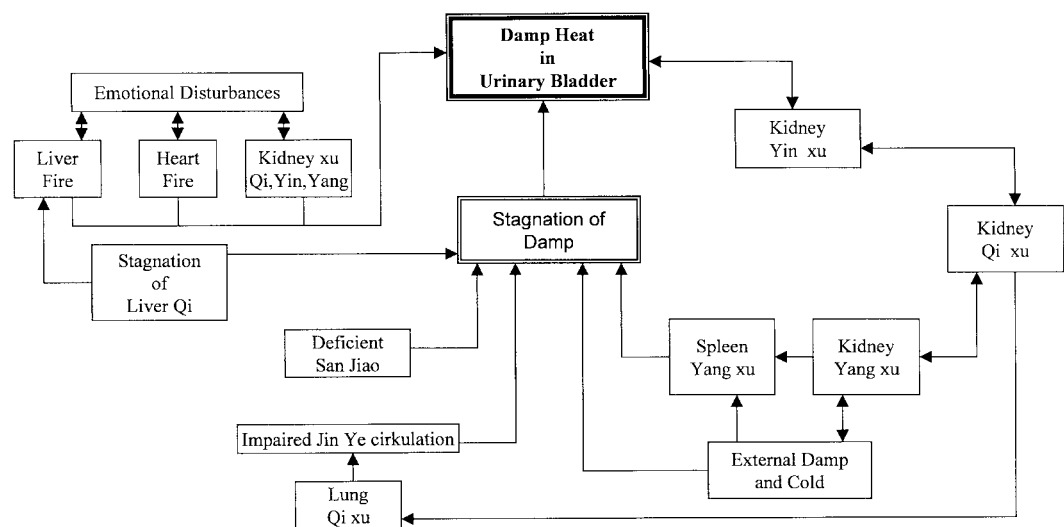 Damp Heat
in
Urinary Bladder
Emotional Disturbances
Liver
Fire
Heart
Fire
Kidney xu
Qi,Yin,Yang
Kidney
Yin xu
Stagnation of
Damp
Kidney
Qi xu
Stagnation
of
Liver Qi
Deficient
San Jiao
Spleen
Yang xu
Kidney
Yang xu
Impaired Jin Ye cirkulation
External Damp
and Cold
Lung
Qi xu